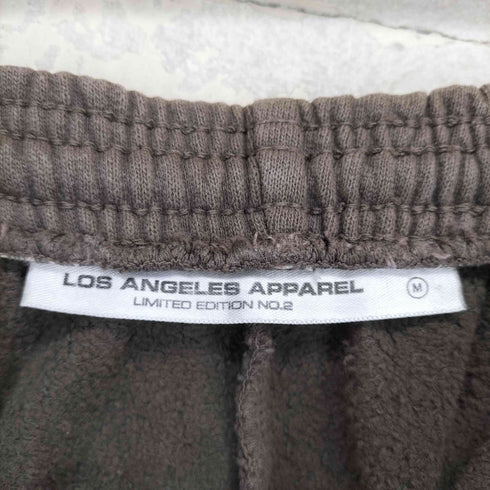 LOS ANGELES APPAREL
LIMITED EDITION NO.2
M